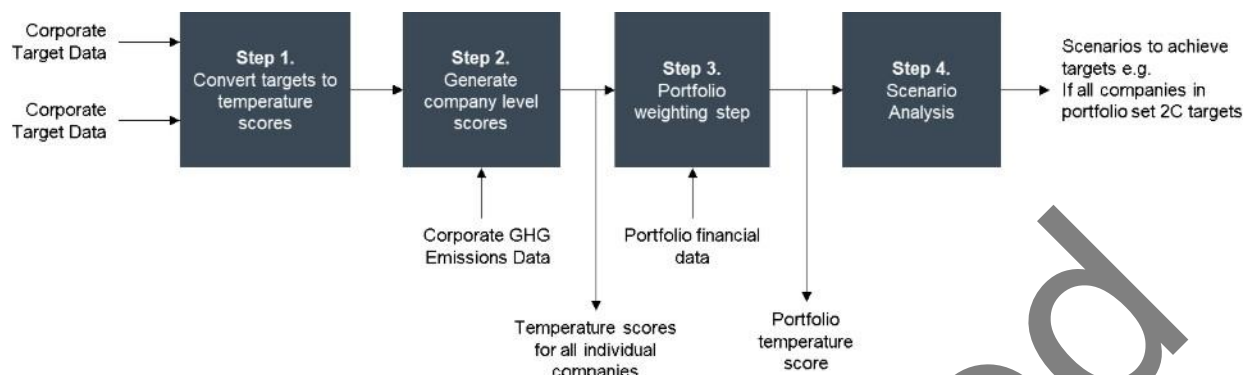 Corporate
Target Data
Corporate
Target Data
Step 1.
Convert targets to
temperature
scores
Step 2.
Generate
company level
scores
Step 3.
Portfolio
weighting step
Step 4.
Scenario
Analysis
Scenarios to achieve
targets e.g.
If all companies in
portfolio set 2C targets
Corporate GHG
Emissions Data
Portfolio financial
data
Temperature scores
for all individual
companies
Portfolio
temperature
score